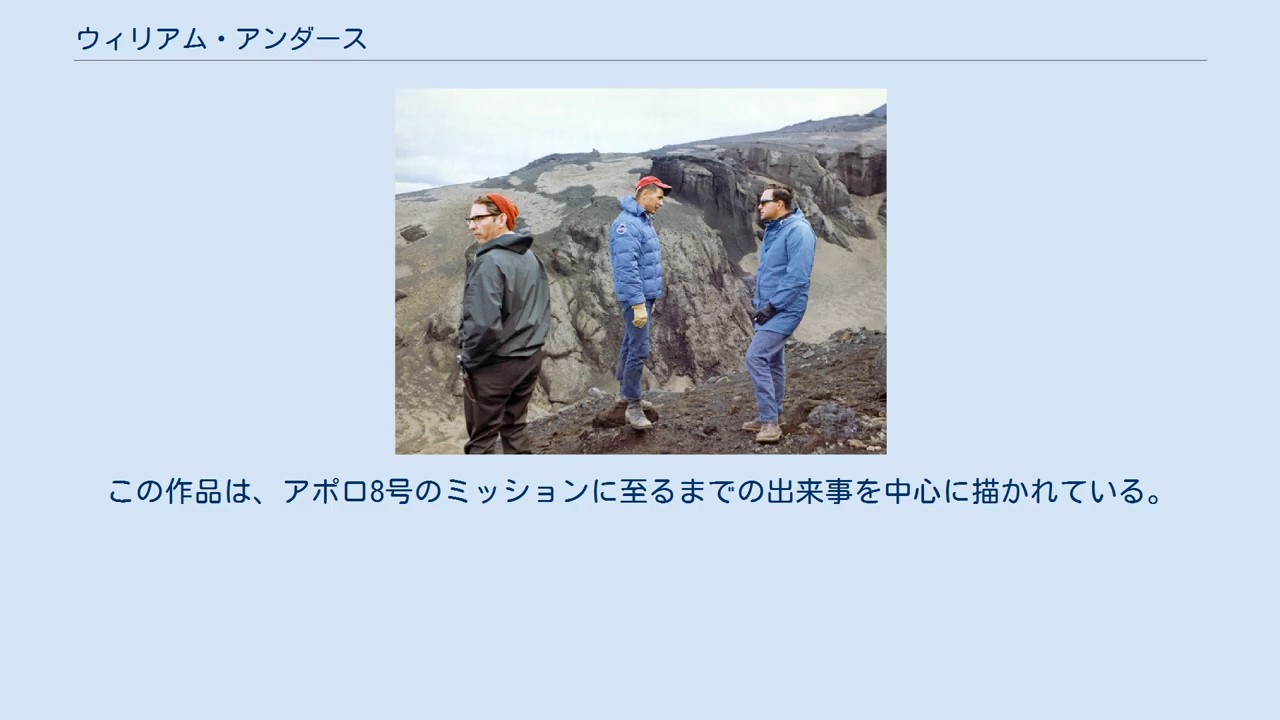 ウィリアム・アンダース
この作品は、アポロ8号のミッションに至るまでの出来事を中心に描かれている。